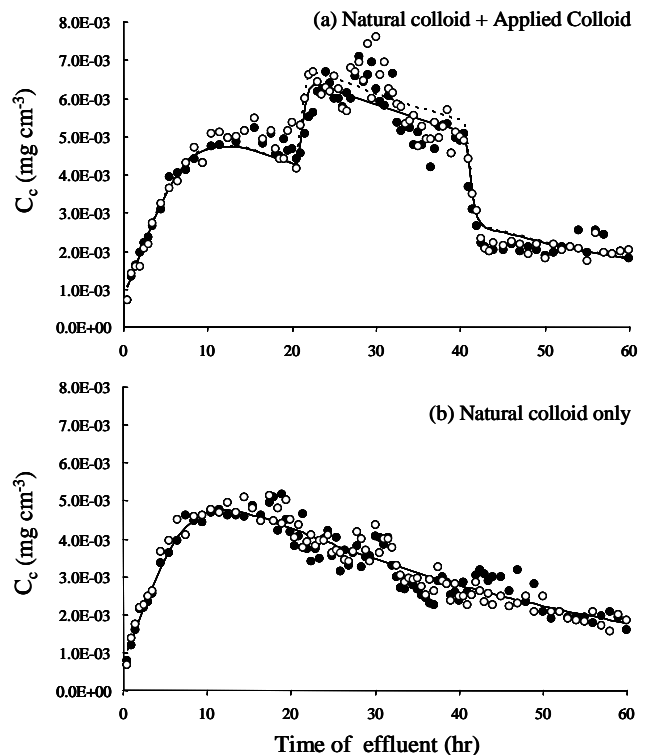 (a) Natural colloid + Applied Colloid
8.0E-03
7.0E-03
6.0E-03
5.0E-03
4.0E-03
3.0E-03
2.0E-03
1.0E-03
0.0E+00
C_c (mg cm^-3)
0 10 20 30 40 50 60
(b) Natural colloid only
8.0E-03
7.0E-03
6.0E-03
5.0E-03
4.0E-03
3.0E-03
2.0E-03
1.0E-03
0.0E+00
C_c (mg cm^-3)
0 10 20 30 40 50 60
Time of effluent (hr)